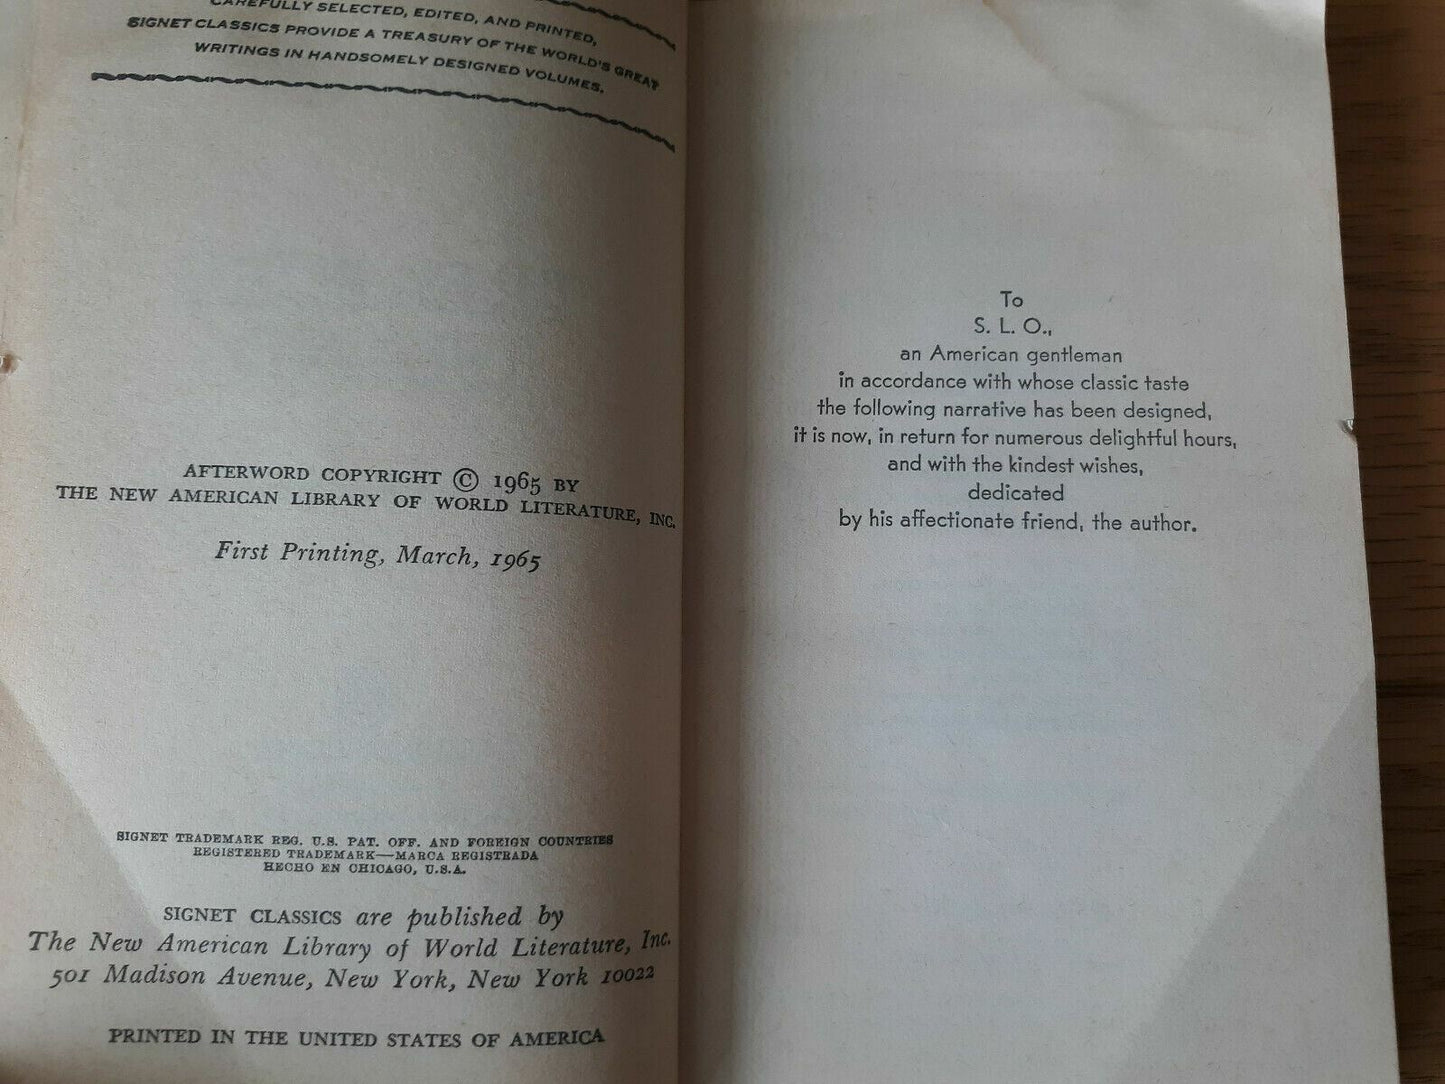 CAREFULLY SELECTED, EDITED, AND PRINTED,
SIGNET CLASSICS PROVIDE A TREASURY OF THE WORLD'S GREAT
WRITINGS IN HANDSOMELY DESIGNED VOLUMES.
AFTERWORD COPYRIGHT © 1965 BY
THE NEW AMERICAN LIBRARY OF WORLD LITERATURE, INC.
First Printing, March, 1965
SIGNET TRADEMARK REG. U.S. PAT. OFF. AND FOREIGN COUNTRIES
REGISTERED TRADEMARK—MARCA REGISTRADA
HECHO EN CHICAGO, U.S.A.
SIGNET CLASSICS are published by
The New American Library of World Literature, Inc.
501 Madison Avenue, New York, New York 10022
PRINTED IN THE UNITED STATES OF AMERICA
To
S. L. O.,
an American gentleman
in accordance with whose classic taste
the following narrative has been designed,
it is now, in return for numerous delightful hours,
and with the kindest wishes,
dedicated
by his affectionate friend, the author.